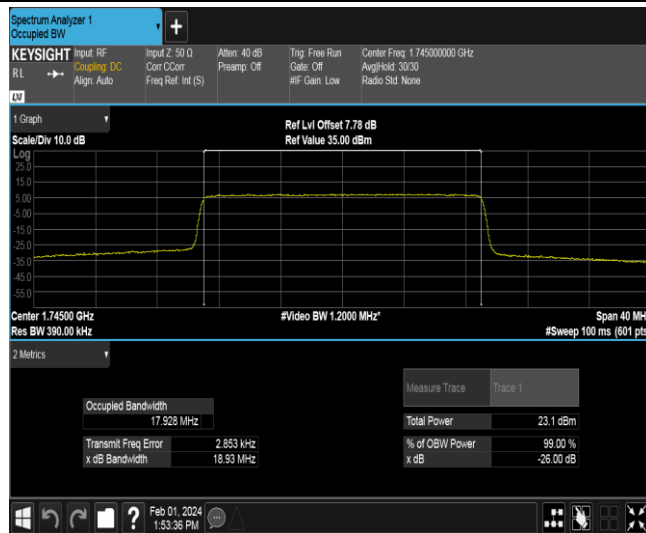 Spectrum Analyzer 1
Occupied BW
KEYSIGHT
RL
Input: RF
Coupling: DC
Align: Auto
Input Z: 50 Ω
Corr CCorr
Freq Ref: Int (S)
Atten: 40 dB
Preamp: Off
Trig: Free Run
Gate: Off
#IF Gain: Low
Center Freq: 1.745000000 GHz
Avg|Hold: 30/30
Radio Std: None
1 Graph
Scale/Div 10.0 dB
Ref Lvl Offset 7.78 dB
Ref Value 35.00 dBm
Log
25.0
15.0
5.00
-5.00
-15.0
-25.0
-35.0
-45.0
-55.0
Center 1.74500 GHz
Res BW 390.00 kHz
#Video BW 1.2000 MHz*
Span 40 MH
#Sweep 100 ms (601 pts
2 Metrics
Measure Trace Trace 1
Occupied Bandwidth
17.928 MHz
Total Power 23.1 dBm
Transmit Freq Error 2.853 kHz
% of OBW Power 99.00 %
x dB Bandwidth 18.93 MHz
x dB -26.00 dB
?
Feb 01, 2024
1:53:36 PM